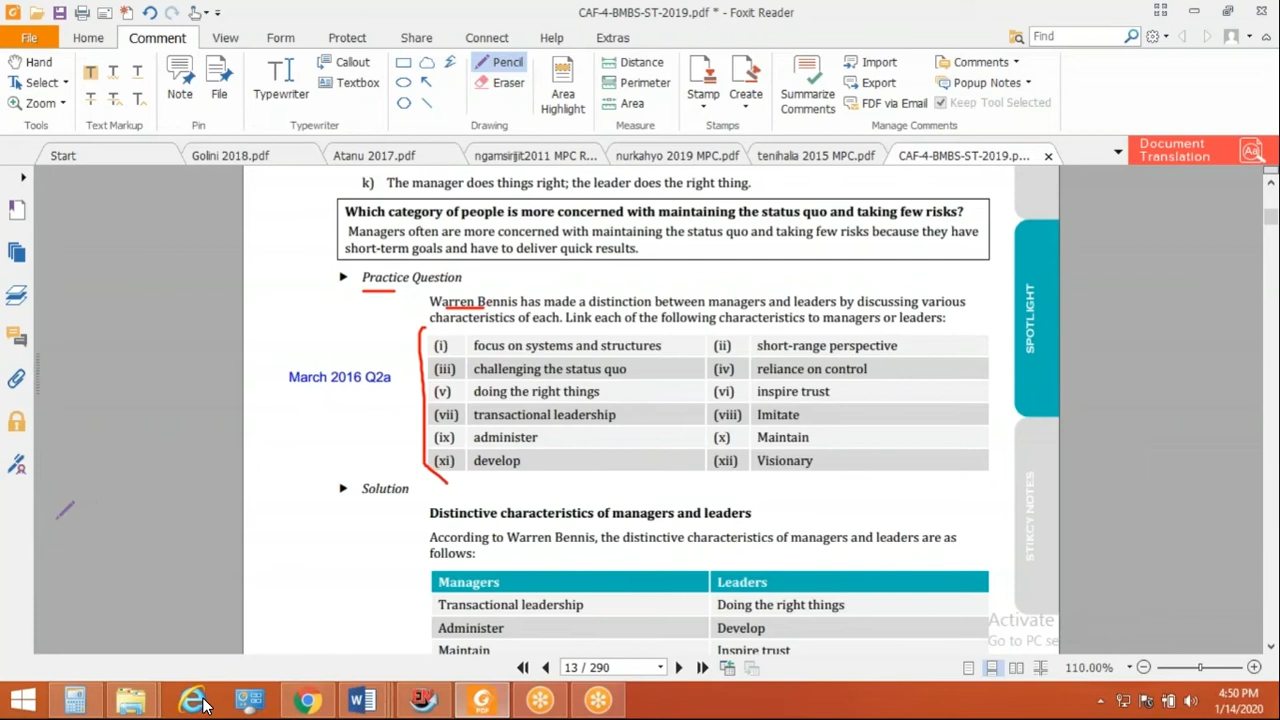 CAF-4-BMBS-ST-2019.pdf * - Foxit Reader
File Home Comment View Form Protect Share Connect Help Extras Find
Hand
Select
Zoom
Tools
Text Markup
Note
File
Pin
Typewriter
Callout
Textbox
Typewriter
Pencil
Eraser
Area
Highlight
Drawing
Distance
Perimeter
Area
Measure
Stamp
Create
Stamps
Summarize
Comments
Import
Export
FDF via Email
Comments
Popup Notes
Keep Tool Selected
Manage Comments
Start Golini 2018.pdf Atanu 2017.pdf ngamsirijit2011 MPC R... nurkahyo 2019 MPC.pdf tenihalia 2015 MPC.pdf CAF-4-BMBS-ST-2019.p...
Document
Translation
k) The manager does things right; the leader does the right thing.
Which category of people is more concerned with maintaining the status quo and taking few risks?
Managers often are more concerned with maintaining the status quo and taking few risks because they have
short-term goals and have to deliver quick results.
Practice Question
Warren Bennis has made a distinction between managers and leaders by discussing various
characteristics of each. Link each of the following characteristics to managers or leaders:
(i) focus on systems and structures (ii) short-range perspective
(iii) challenging the status quo (iv) reliance on control
March 2016 Q2a
(v) doing the right things (vi) inspire trust
(vii) transactional leadership (viii) Imitate
(ix) administer (x) Maintain
(xi) develop (xii) Visionary
Solution
Distinctive characteristics of managers and leaders
According to Warren Bennis, the distinctive characteristics of managers and leaders are as
follows:
Managers Leaders
Transactional leadership Doing the right things
Administer Develop
Maintain Inspire trust
SPOTLIGHT
STICKY NOTES
Activate
Go to PC se
13 / 290
110.00%
4:50 PM
1/14/2020